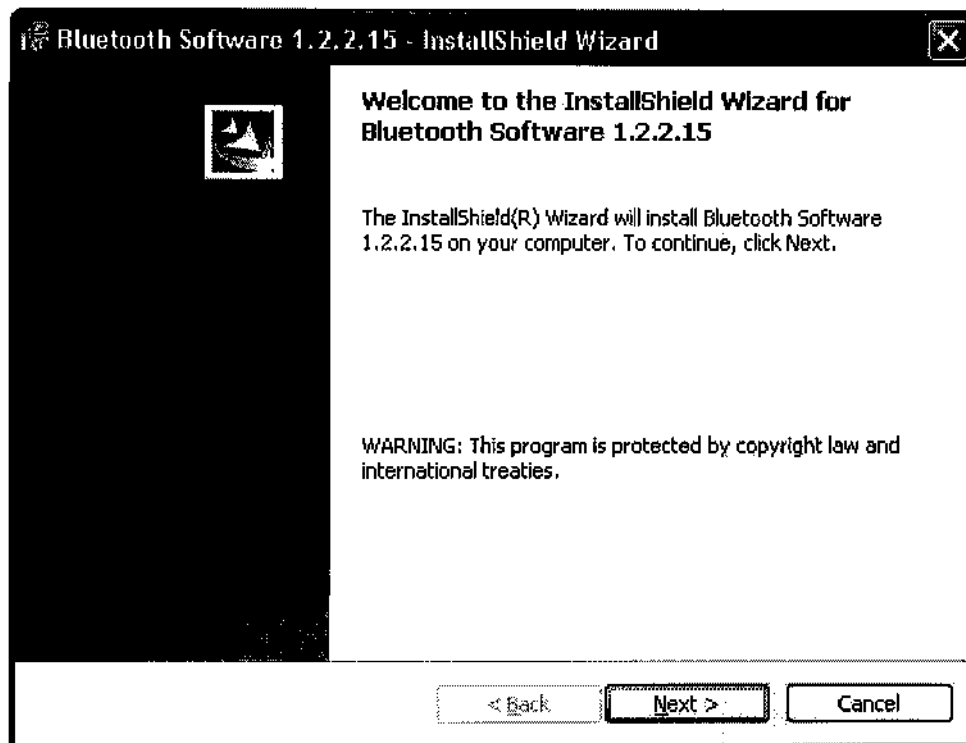 Bluetooth Software 1.2.2.15 - InstallShield Wizard
Welcome to the InstallShield Wizard for
Bluetooth Software 1.2.2.15
The InstallShield(R) Wizard will install Bluetooth Software
1.2.2.15 on your computer. To continue, click Next.
WARNING: This program is protected by copyright law and
international treaties.
< Back Next > Cancel